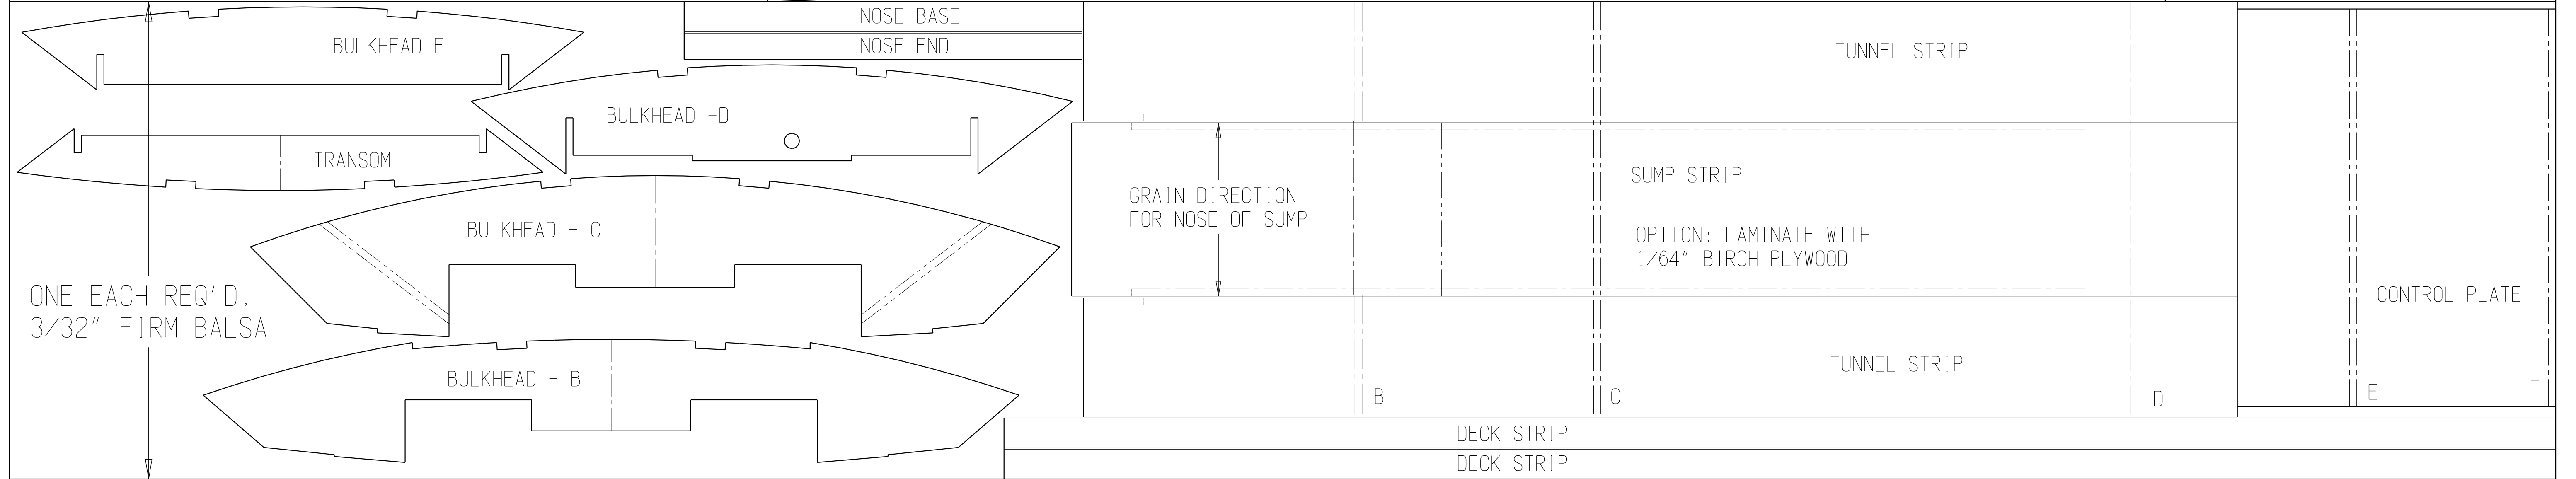 NOSE BASE
NOSE END
BULKHEAD E
TUNNEL STRIP
BULKHEAD -D
TRANSOM
SUMP STRIP
GRAIN DIRECTION
FOR NOSE OF SUMP
BULKHEAD - C
OPTION: LAMINATE WITH
1/64" BIRCH PLYWOOD
ONE EACH REQ'D.
3/32" FIRM BALSA
CONTROL PLATE
BULKHEAD - B
TUNNEL STRIP
B
C
D
E
T
DECK STRIP
DECK STRIP